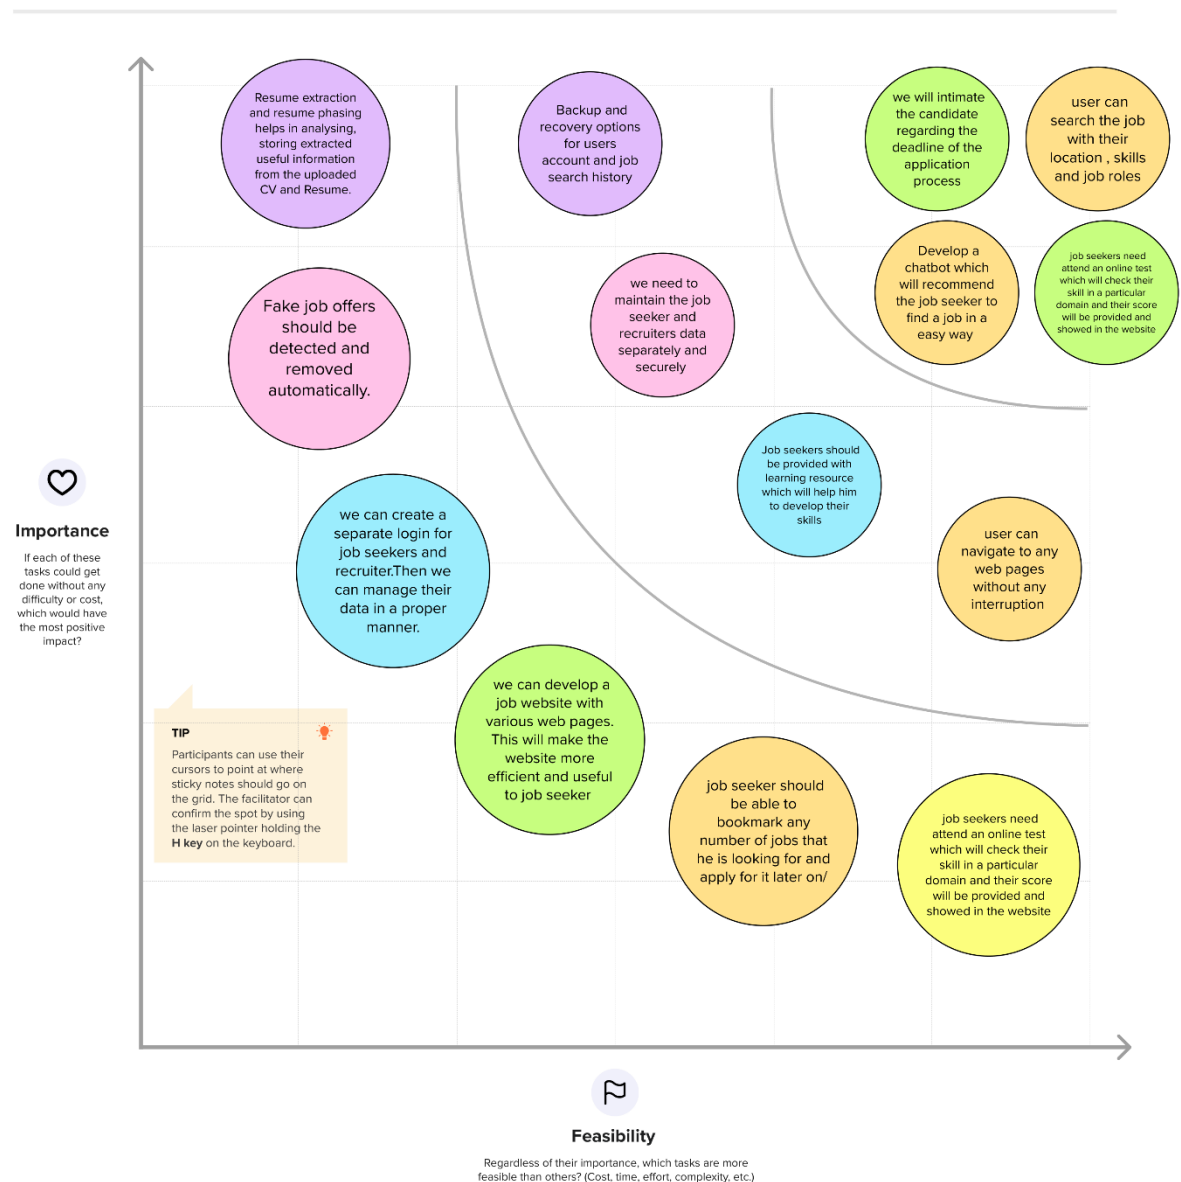 Resume extraction
and resume phasing
helps in analysing,
storing extracted
useful information
from the uploaded
CV and Resume.
Backup and
recovery options
for users
account and job
search history
we will intimate
the candidate
regarding the
deadline of the
application
process
user can
search the job
with their
location , skills
and job roles
Fake job offers
should be
detected and
removed
automatically.
we need to
maintain the job
seeker and
recruiters data
separately and
securely
Develop a
chatbot which
will recommend
the job seeker to
find a job in a
easy way
job seekers need
attend an online test
which will check their
skill in a particular
domain and their score
will be provided and
showed in the website
Importance
If each of these
tasks could get
done without any
difficulty or cost,
which would have
the most positive
impact?
we can create a
separate login for
job seekers and
recruiter.Then we
can manage their
data in a proper
manner.
Job seekers should
be provided with
learning resource
which will help him
to develop their
skills
user can
navigate to any
web pages
without any
interruption
TIP
Participants can use their
cursors to point at where
sticky notes should go on
the grid. The facilitator can
confirm the spot by using
the laser pointer holding the
H key on the keyboard.
we can develop a
job website with
various web pages.
This will make the
website more
efficient and useful
to job seeker
job seeker should
be able to
bookmark any
number of jobs that
he is looking for and
apply for it later on/
job seekers need
attend an online test
which will check their
skill in a particular
domain and their score
will be provided and
showed in the website
Feasibility
Regardless of their importance, which tasks are more
feasible than others? (Cost, time, effort, complexity, etc.)